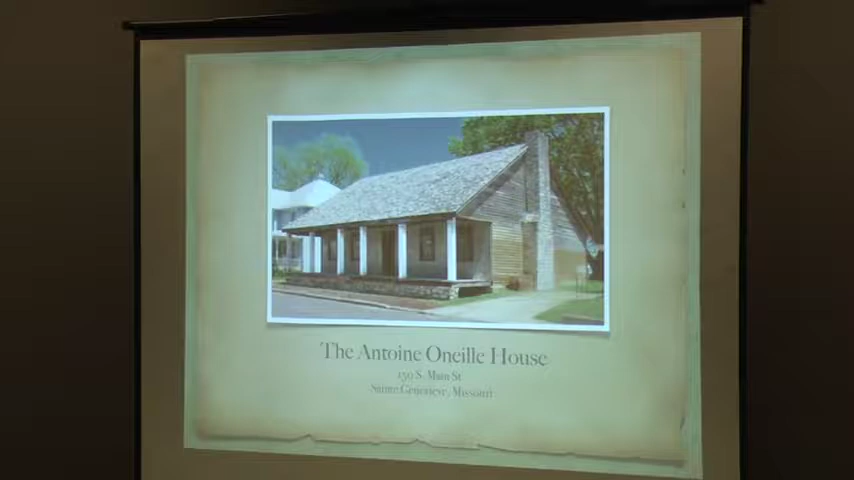 The Antoine Oneille House
150 S. Main St
Sainte Genevieve, Missouri